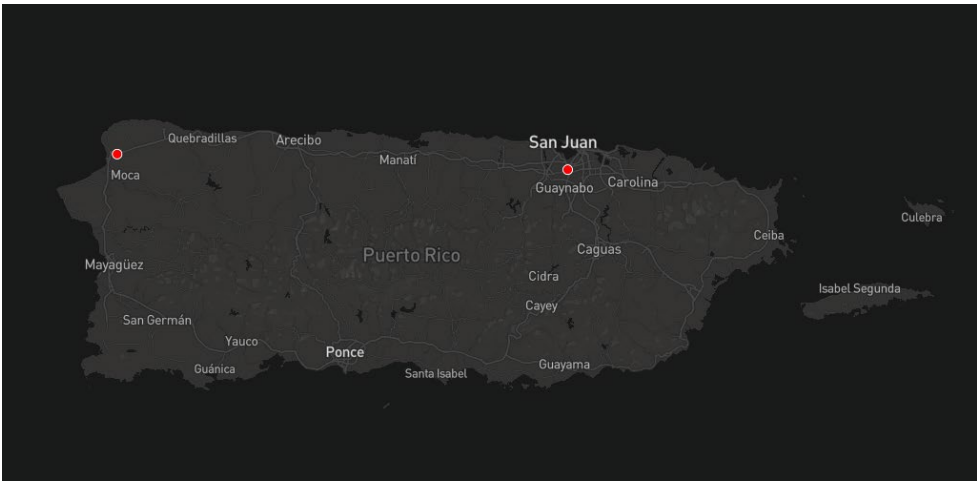 Quebradillas
Arecibo
San Juan
Manatí
Moca
Guaynabo
Carolina
Culebra
Ceiba
Caguas
Puerto Rico
Mayagüez
Cidra
Isabel Segunda
Cayey
San Germán
Yauco
Ponce
Guánica
Santa Isabel
Guayama